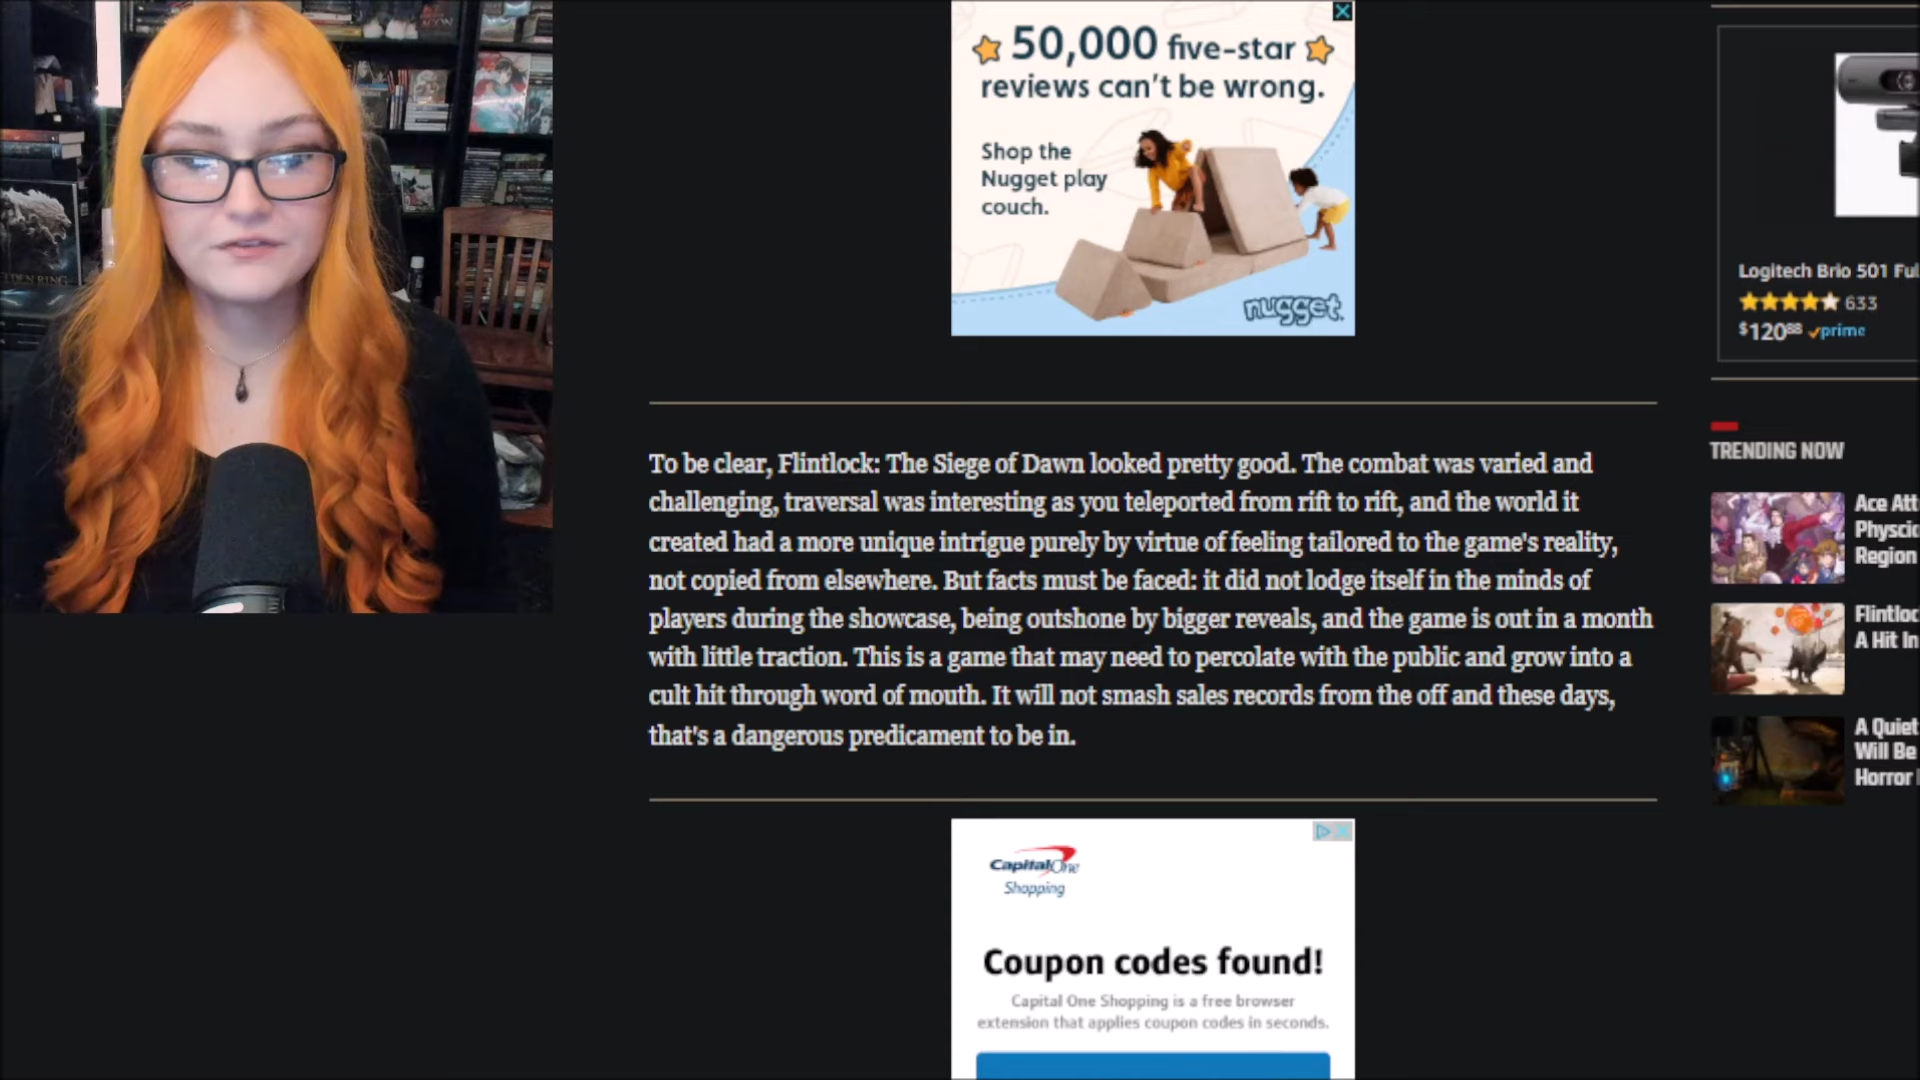 50,000 five-star
reviews can't be wrong.
Shop the
Nugget play
couch.
nugget.
ELDEN RING
Logitech Brio 501
633
$120.88 prime
To be clear, Flintlock: The Siege of Dawn looked pretty good. The combat was varied and
challenging, traversal was interesting as you teleported from rift to rift, and the world it
created had a more unique intrigue purely by virtue of feeling tailored to the game's reality,
not copied from elsewhere. But facts must be faced: it did not lodge itself in the minds of
players during the showcase, being outshone by bigger reveals, and the game is out in a month
with little traction. This is a game that may need to percolate with the public and grow into a
cult hit through word of mouth. It will not smash sales records from the off and these days,
that's a dangerous predicament to be in.
TRENDING NOW
Ace Att
Physic
Region
Flintloc
A Hit In
A Quiet
Will Be
Horror
Capital One
Shopping
Coupon codes found!
Capital One Shopping is a free browser
extension that applies coupon codes in seconds.